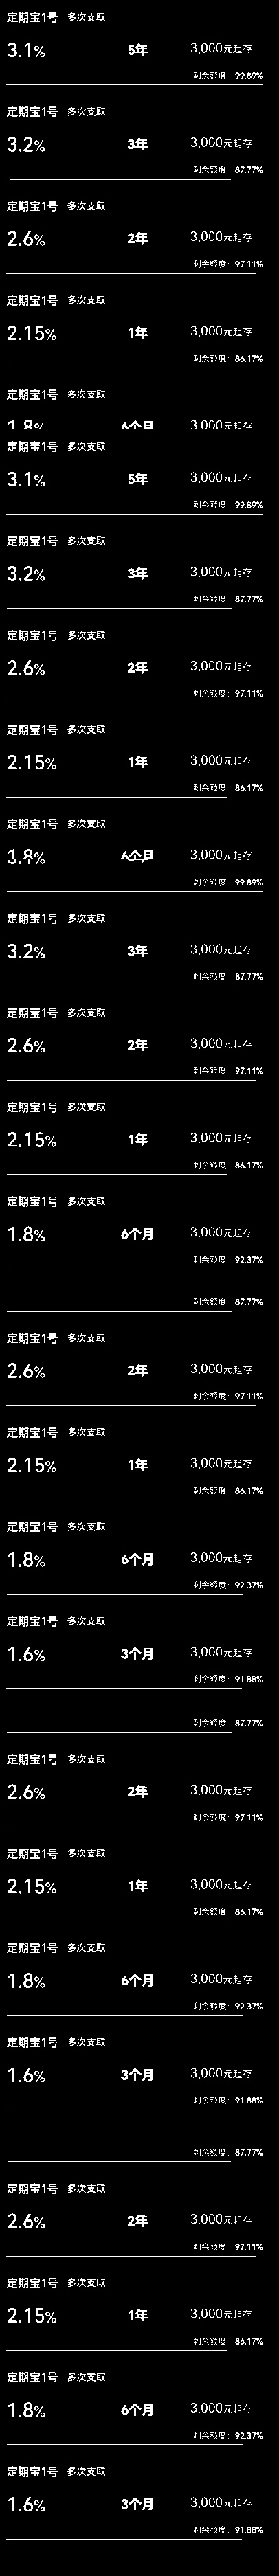 定期宝1号 多次支取
3.1% 5年 3,000元起存
剩余额度: 99.89%
定期宝1号 多次支取
3.2% 3年 3,000元起存
剩余额度: 87.77%
定期宝1号 多次支取
2.6% 2年 3,000元起存
剩余额度: 97.11%
定期宝1号 多次支取
2.15% 1年 3,000元起存
剩余额度: 86.17%
定期宝1号 多次支取
1.8% 6个月 3,000元起存
定期宝1号 多次支取
3.1% 5年 3,000元起存
剩余额度: 99.89%
定期宝1号 多次支取
3.2% 3年 3,000元起存
剩余额度: 87.77%
定期宝1号 多次支取
2.6% 2年 3,000元起存
剩余额度: 97.11%
定期宝1号 多次支取
2.15% 1年 3,000元起存
剩余额度: 86.17%
定期宝1号 多次支取
3,000元起存
剩余额度: 99.89%
定期宝1号 多次支取
3.2% 3年 3,000元起存
剩余额度: 87.77%
定期宝1号 多次支取
2.6% 2年 3,000元起存
剩余额度: 97.11%
定期宝1号 多次支取
2.15% 1年 3,000元起存
剩余额度: 86.17%
定期宝1号 多次支取
1.8% 6个月 3,000元起存
剩余额度: 92.37%
剩余额度: 87.77%
定期宝1号 多次支取
2.6% 2年 3,000元起存
剩余额度: 97.11%
定期宝1号 多次支取
2.15% 1年 3,000元起存
剩余额度: 86.17%
定期宝1号 多次支取
1.8% 6个月 3,000元起存
剩余额度: 92.37%
定期宝1号 多次支取
1.6% 3个月 3,000元起存
剩余额度: 91.88%
剩余额度: 87.77%
定期宝1号 多次支取
2.6% 2年 3,000元起存
剩余额度: 97.11%
定期宝1号 多次支取
2.15% 1年 3,000元起存
剩余额度: 86.17%
定期宝1号 多次支取
1.8% 6个月 3,000元起存
剩余额度: 92.37%
定期宝1号 多次支取
1.6% 3个月 3,000元起存
剩余额度: 91.88%
剩余额度: 87.77%
定期宝1号 多次支取
2.6% 2年 3,000元起存
剩余额度: 97.11%
定期宝1号 多次支取
2.15% 1年 3,000元起存
剩余额度: 86.17%
定期宝1号 多次支取
1.8% 6个月 3,000元起存
剩余额度: 92.37%
定期宝1号 多次支取
1.6% 3个月 3,000元起存
剩余额度: 91.88%